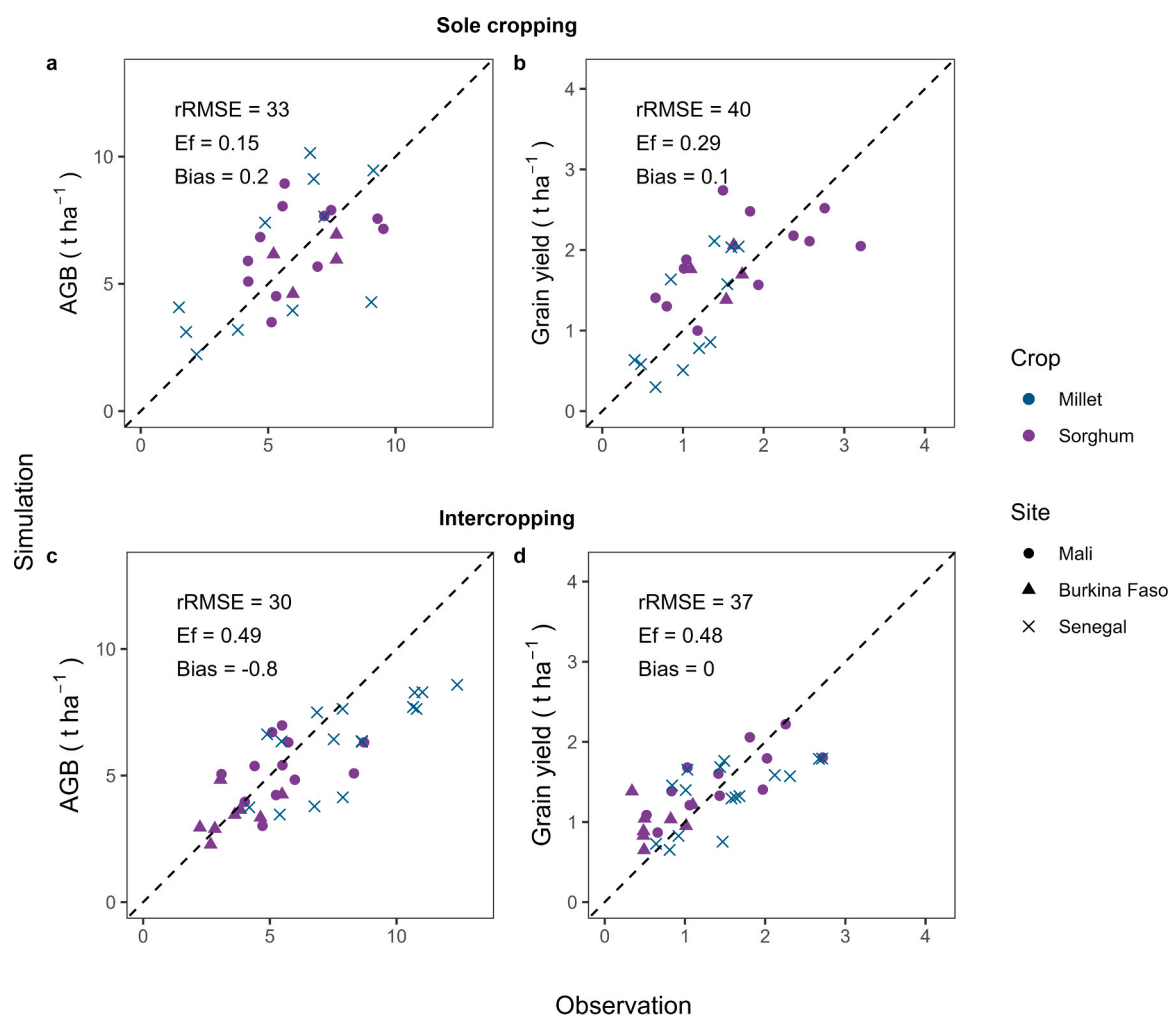 Sole cropping
a
rRMSE = 33
Ef = 0.15
Bias = 0.2
AGB ( t ha⁻¹ )
10
5
0
0 5 10
b
rRMSE = 40
Ef = 0.29
Bias = 0.1
Grain yield ( t ha⁻¹ )
4
3
2
1
0
0 1 2 3 4
Simulation
Intercropping
c
rRMSE = 30
Ef = 0.49
Bias = -0.8
AGB ( t ha⁻¹ )
10
5
0
0 5 10
d
rRMSE = 37
Ef = 0.48
Bias = 0
Grain yield ( t ha⁻¹ )
4
3
2
1
0
0 1 2 3 4
Observation
Crop
Millet
Sorghum
Site
Mali
Burkina Faso
Senegal